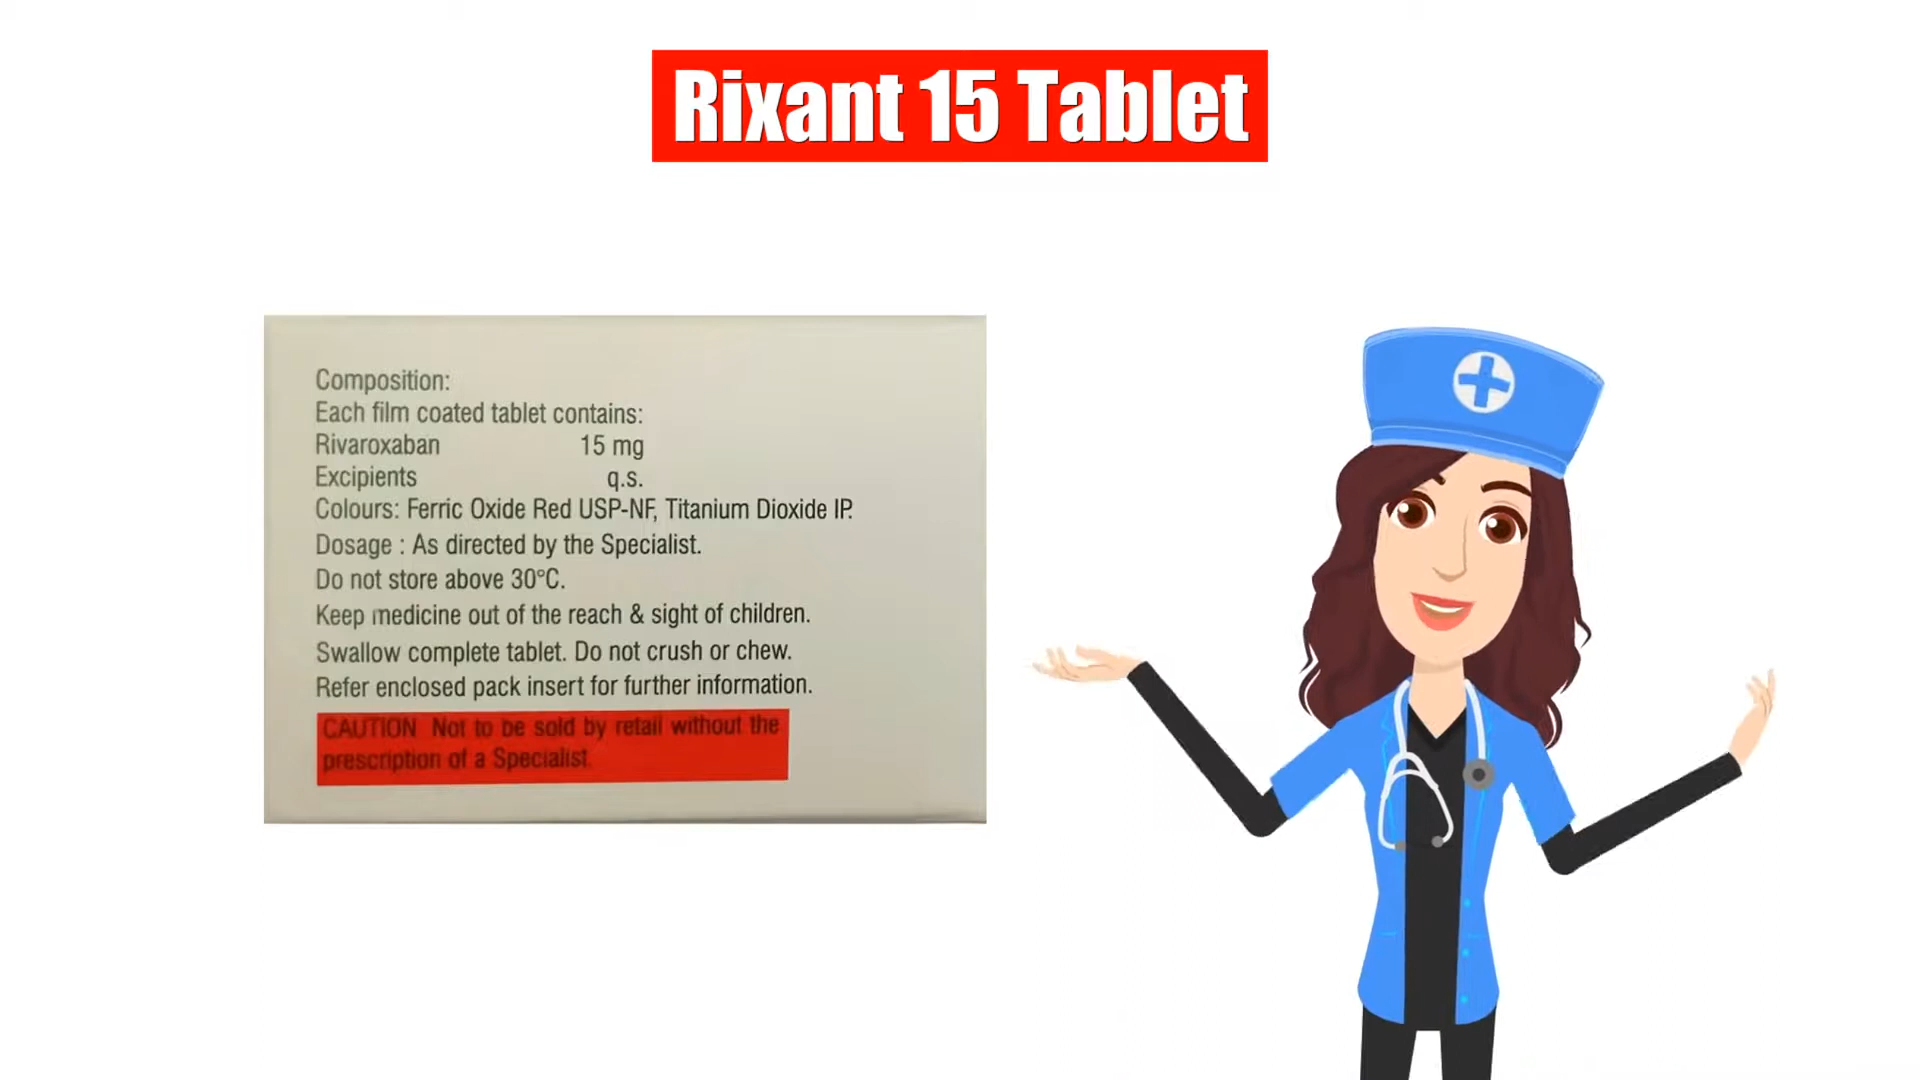 Rixant 15 Tablet
Composition:
Each film coated tablet contains:
Rivaroxaban 15 mg
Excipients q.s.
Colours: Ferric Oxide Red USP-NF, Titanium Dioxide IP.
Dosage : As directed by the Specialist.
Do not store above 30°C.
Keep medicine out of the reach & sight of children.
Swallow complete tablet. Do not crush or chew.
Refer enclosed pack insert for further information.
CAUTION Not to be sold by retail without the
prescription of a Specialist.